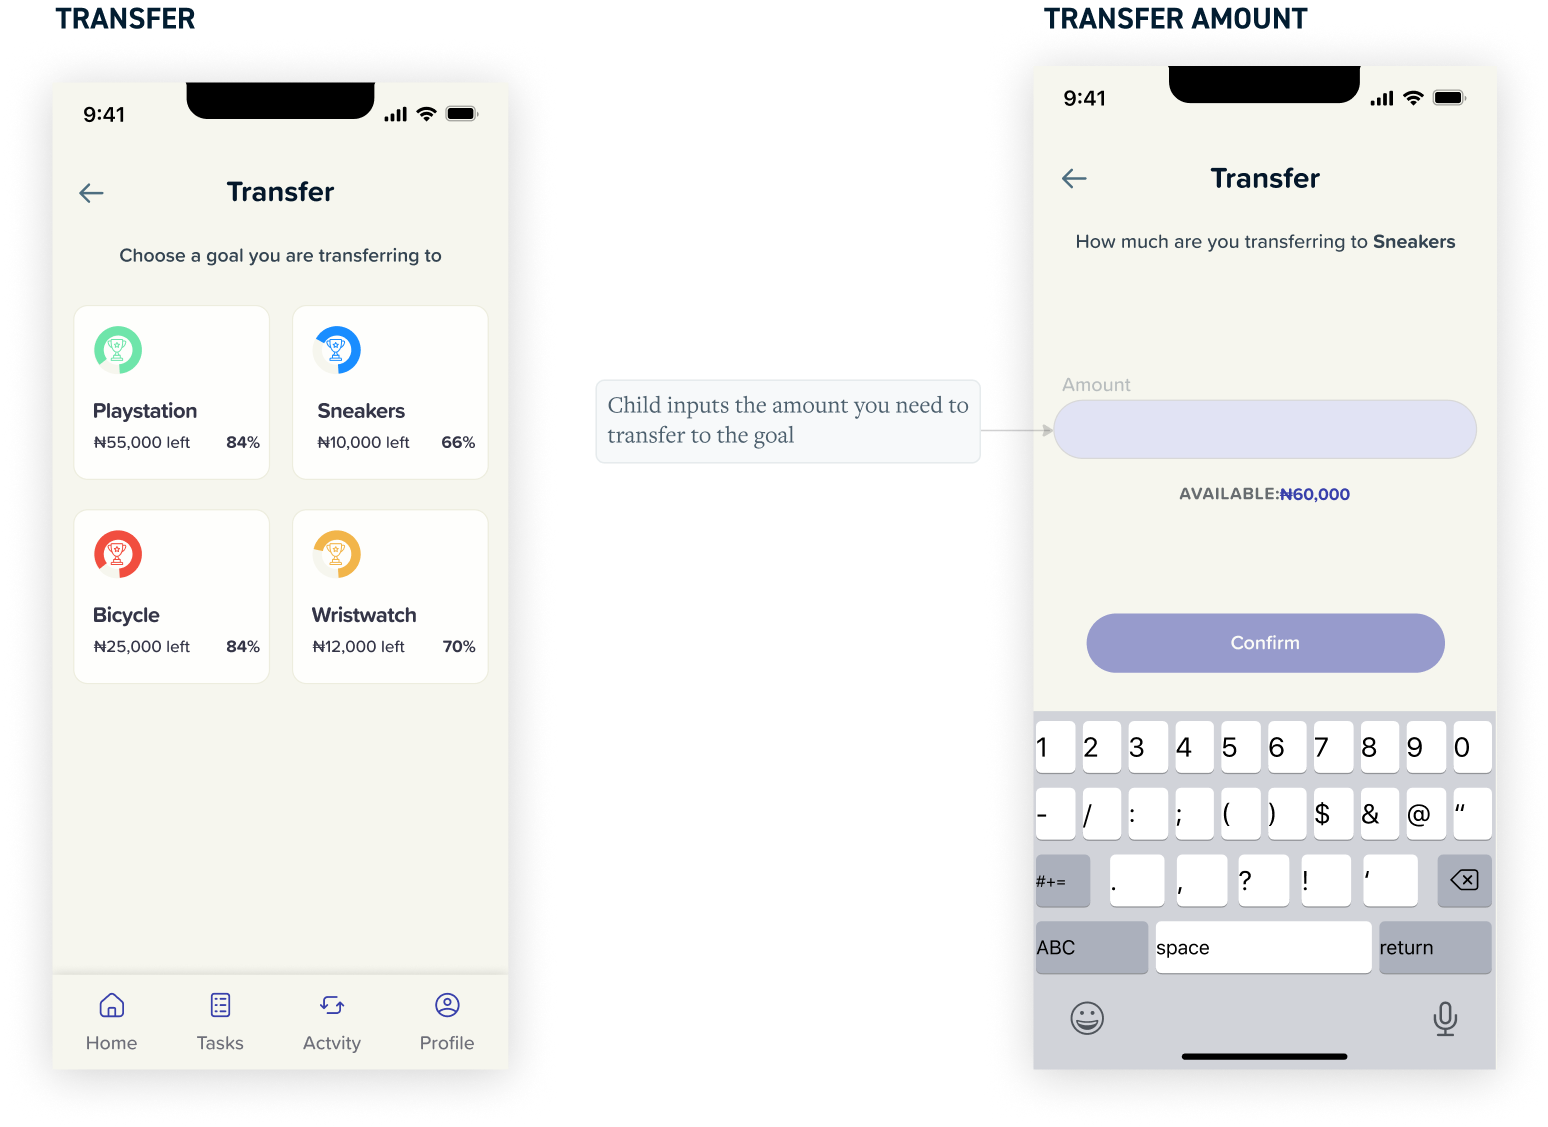 TRANSFER
9:41
Transfer
Choose a goal you are transferring to
Playstation
₦55,000 left 84%
Sneakers
₦10,000 left 66%
Bicycle
₦25,000 left 84%
Wristwatch
₦12,000 left 70%
Home Tasks Actvity Profile
Child inputs the amount you need to
transfer to the goal
TRANSFER AMOUNT
9:41
Transfer
How much are you transferring to Sneakers
Amount
AVAILABLE:₦60,000
Confirm
1 2 3 4 5 6 7 8 9 0
- / : ; ( ) $ & @ “
#+= . , ? ! ‘
ABC space return